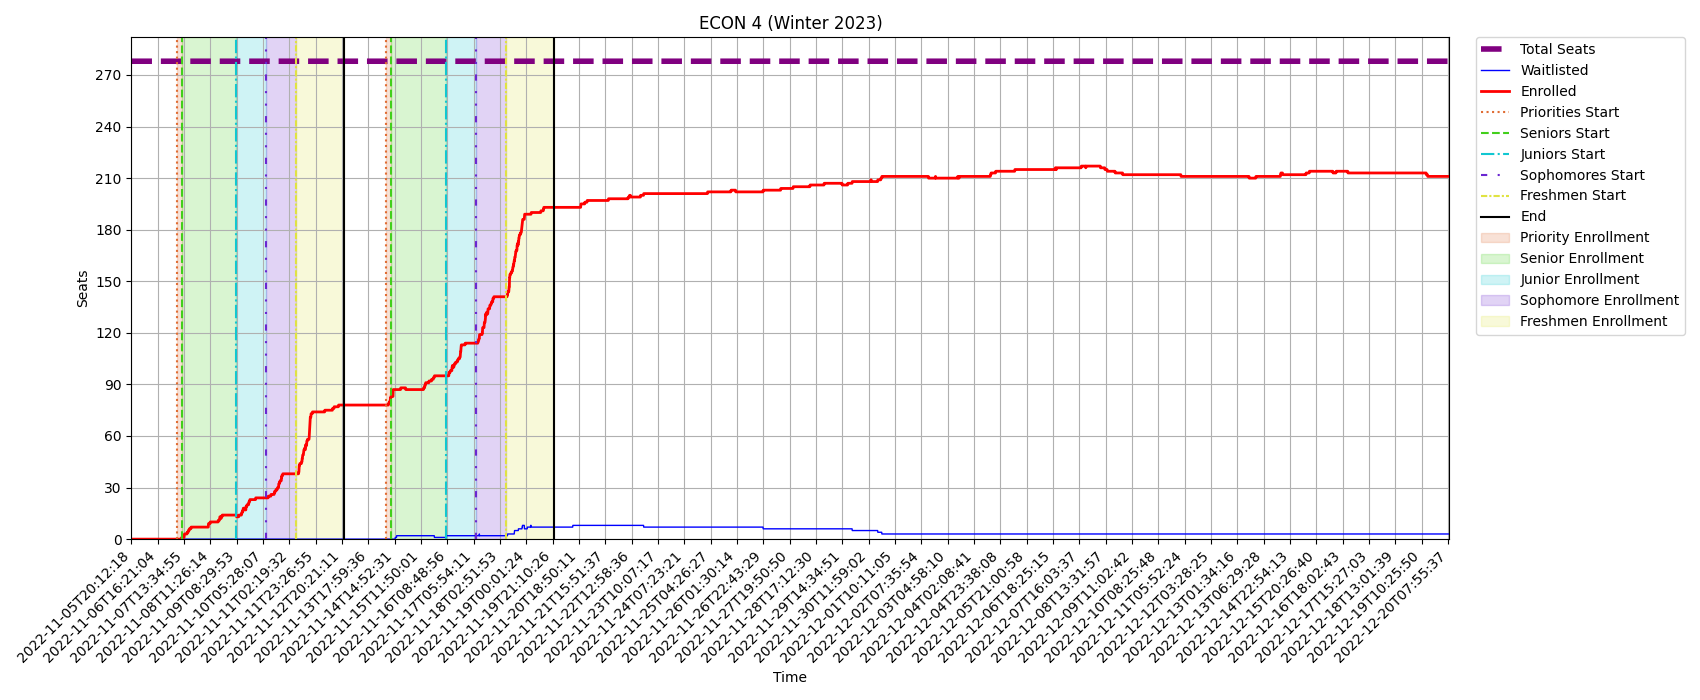 ECON 4 (Winter 2023)
Seats
270
240
210
180
150
120
90
60
30
0
2022-11-05T20:12:18
2022-11-06T16:21:04
2022-11-07T13:34:55
2022-11-08T11:26:14
2022-11-09T08:29:53
2022-11-10T05:28:07
2022-11-11T02:19:32
2022-11-11T23:26:55
2022-11-12T20:21:11
2022-11-13T17:59:36
2022-11-14T14:52:31
2022-11-15T11:50:01
2022-11-16T08:48:56
2022-11-17T05:54:11
2022-11-18T02:51:53
2022-11-19T00:01:24
2022-11-19T21:10:26
2022-11-20T18:50:11
2022-11-21T15:51:37
2022-11-22T12:58:36
2022-11-23T10:07:17
2022-11-24T07:23:21
2022-11-25T04:26:27
2022-11-26T01:30:14
2022-11-26T22:43:29
2022-11-27T19:50:50
2022-11-28T17:12:30
2022-11-29T14:34:51
2022-11-30T11:59:02
2022-12-01T10:11:05
2022-12-02T07:35:54
2022-12-03T04:58:10
2022-12-04T02:08:41
2022-12-04T23:38:08
2022-12-05T21:00:58
2022-12-06T18:25:15
2022-12-07T16:03:37
2022-12-08T13:31:57
2022-12-09T11:02:42
2022-12-10T08:25:48
2022-12-11T05:52:24
2022-12-12T03:28:25
2022-12-13T01:34:16
2022-12-13T06:29:28
2022-12-14T22:54:13
2022-12-15T20:26:40
2022-12-16T18:02:43
2022-12-17T15:27:03
2022-12-18T13:01:39
2022-12-19T10:25:50
2022-12-20T07:55:37
Time
Total Seats
Waitlisted
Enrolled
Priorities Start
Seniors Start
Juniors Start
Sophomores Start
Freshmen Start
End
Priority Enrollment
Senior Enrollment
Junior Enrollment
Sophomore Enrollment
Freshmen Enrollment